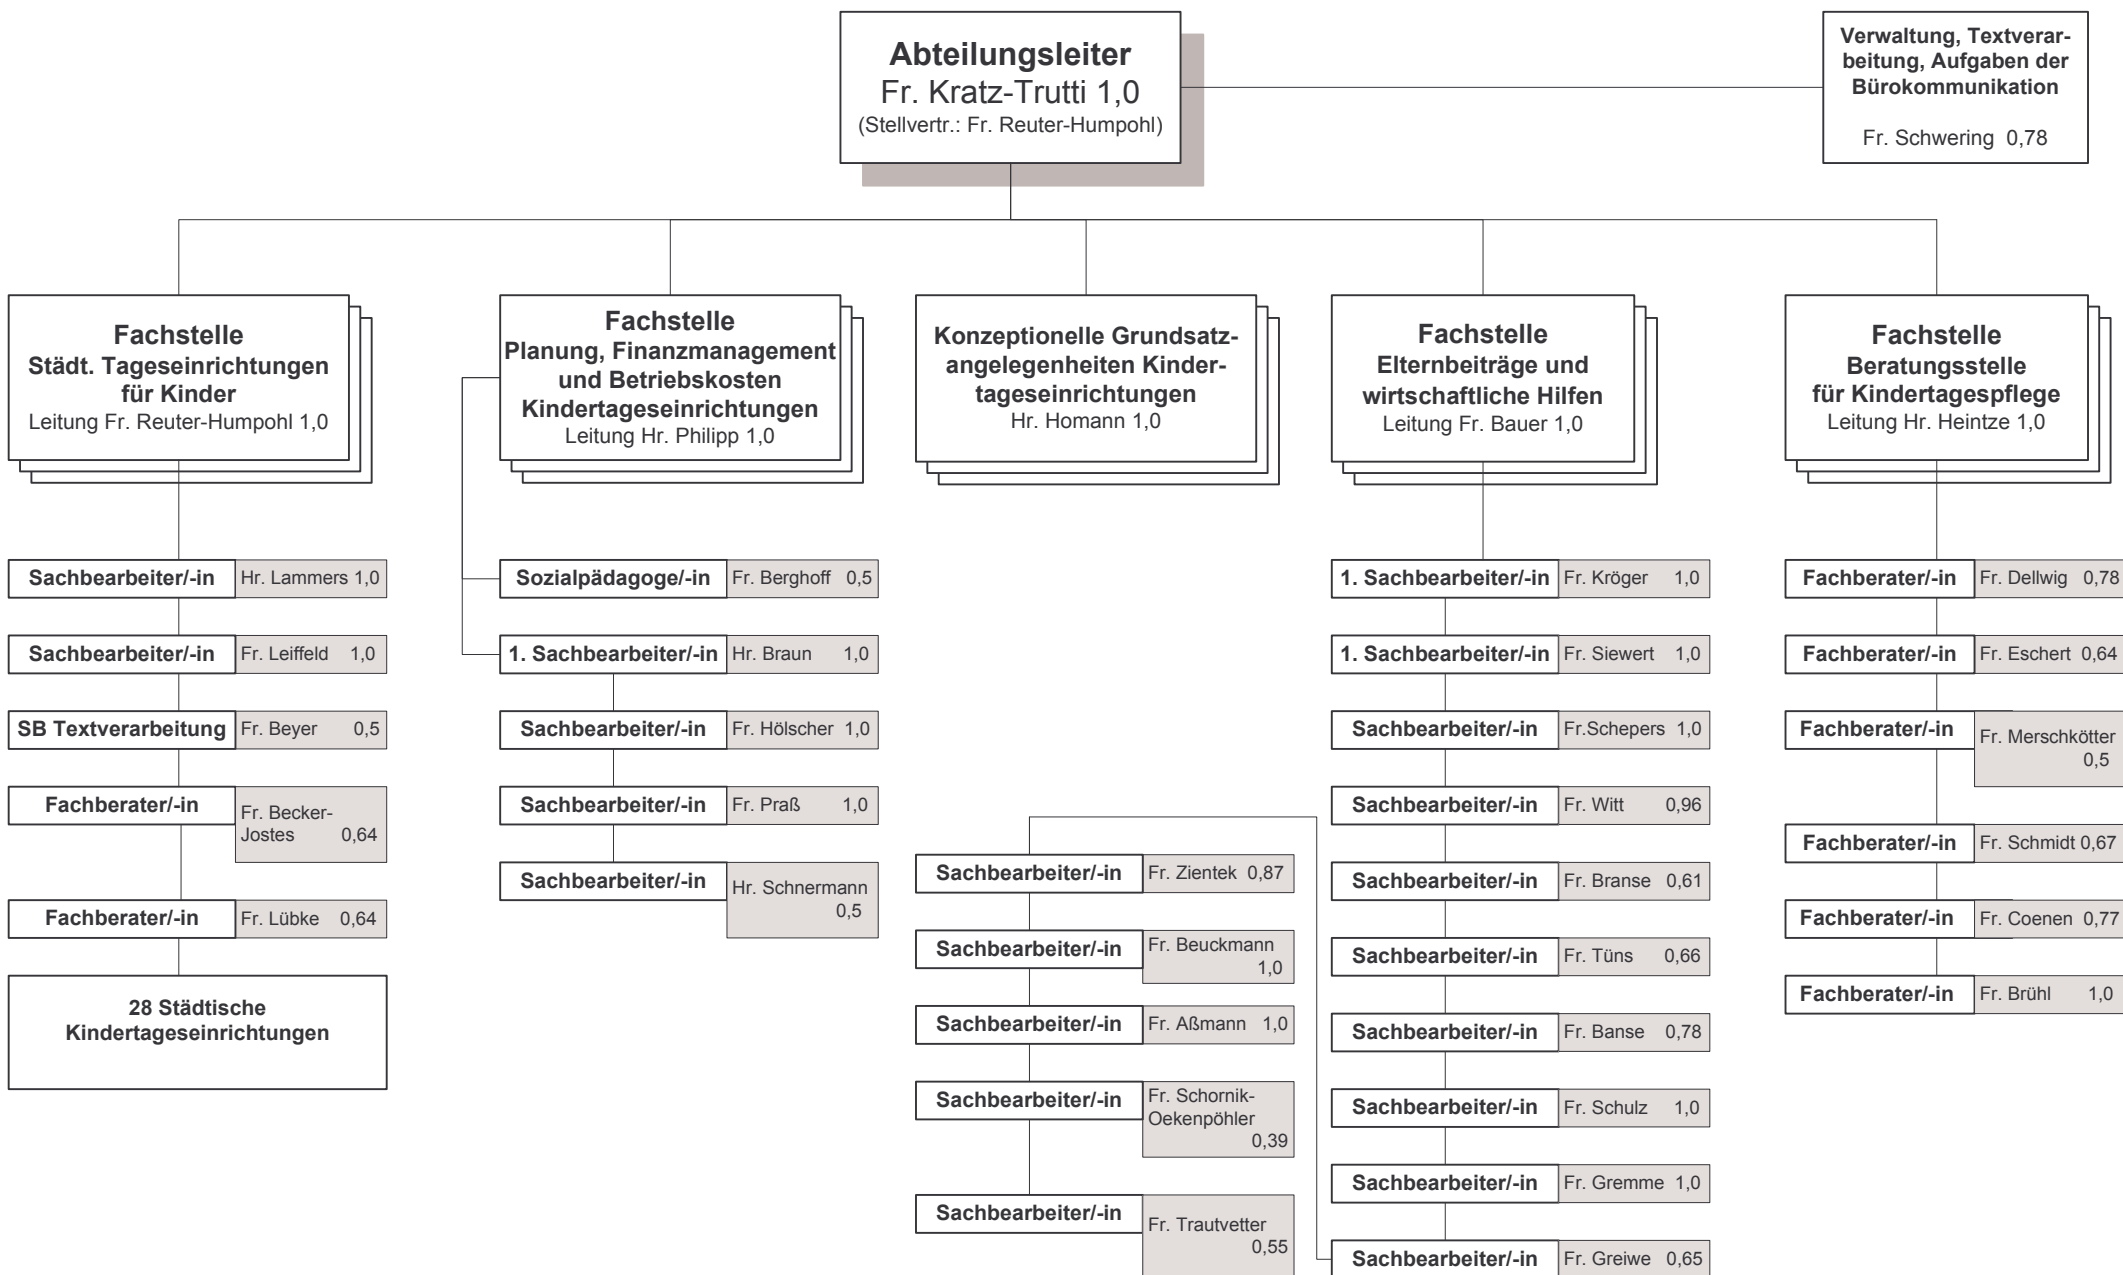 Abteilungsleiter
Fr. Kratz-Trutti 1,0
(Stellvertr.: Fr. Reuter-Humpohl)
Verwaltung, Textverar-
beitung, Aufgaben der
Bürokommunikation
Fr. Schwering 0,78
Fachstelle
Städt. Tageseinrichtungen
für Kinder
Leitung Fr. Reuter-Humpohl 1,0
Sachbearbeiter/-in Hr. Lammers 1,0
Sachbearbeiter/-in Fr. Leiffeld 1,0
SB Textverarbeitung Fr. Beyer 0,5
Fachberater/-in
Fr. Becker-
Jostes 0,64
Fachberater/-in Fr. Lübke 0,64
28 Städtische
Kindertageseinrichtungen
Fachstelle
Planung, Finanzmanagement
und Betriebskosten
Kindertageseinrichtungen
Leitung Hr. Philipp 1,0
Sozialpädagoge/-in Fr. Berghoff 0,5
1. Sachbearbeiter/-in Hr. Braun 1,0
Sachbearbeiter/-in Fr. Hölscher 1,0
Sachbearbeiter/-in Fr. Praß 1,0
Sachbearbeiter/-in Hr. Schnermann
0,5
Konzeptionelle Grundsatz-
angelegenheiten Kinder-
tageseinrichtungen
Hr. Homann 1,0
Fachstelle
Elternbeiträge und
wirtschaftliche Hilfen
Leitung Fr. Bauer 1,0
1. Sachbearbeiter/-in Fr. Kröger 1,0
1. Sachbearbeiter/-in Fr. Siewert 1,0
Sachbearbeiter/-in Fr.Schepers 1,0
Sachbearbeiter/-in Fr. Witt 0,96
Sachbearbeiter/-in Fr. Branse 0,61
Sachbearbeiter/-in Fr. Tüns 0,66
Sachbearbeiter/-in Fr. Banse 0,78
Sachbearbeiter/-in Fr. Schulz 1,0
Sachbearbeiter/-in Fr. Gremme 1,0
Sachbearbeiter/-in Fr. Greiwe 0,65
Sachbearbeiter/-in Fr. Zientek 0,87
Sachbearbeiter/-in Fr. Beuckmann
1,0
Sachbearbeiter/-in Fr. Aßmann 1,0
Sachbearbeiter/-in Fr. Schornik-
Oekenpöhler
0,39
Sachbearbeiter/-in Fr. Trautvetter
0,55
Fachstelle
Beratungsstelle
für Kindertagespflege
Leitung Hr. Heintze 1,0
Fachberater/-in Fr. Dellwig 0,78
Fachberater/-in Fr. Eschert 0,64
Fachberater/-in Fr. Merschkötter
0,5
Fachberater/-in Fr. Schmidt 0,67
Fachberater/-in Fr. Coenen 0,77
Fachberater/-in Fr. Brühl 1,0